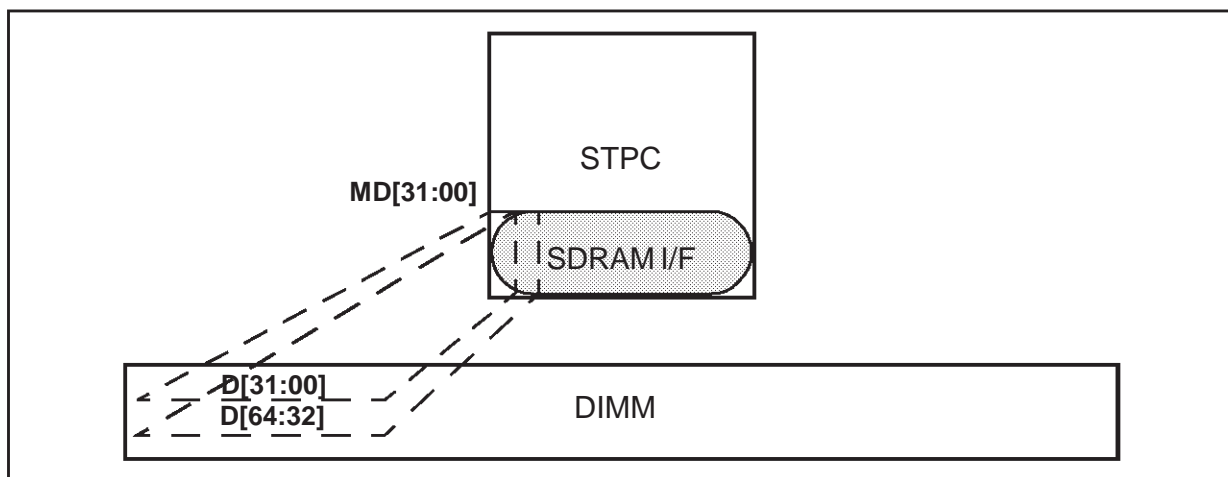 STPC
MD[31:00]
SDRAM I/F
D[31:00]
D[64:32]
DIMM